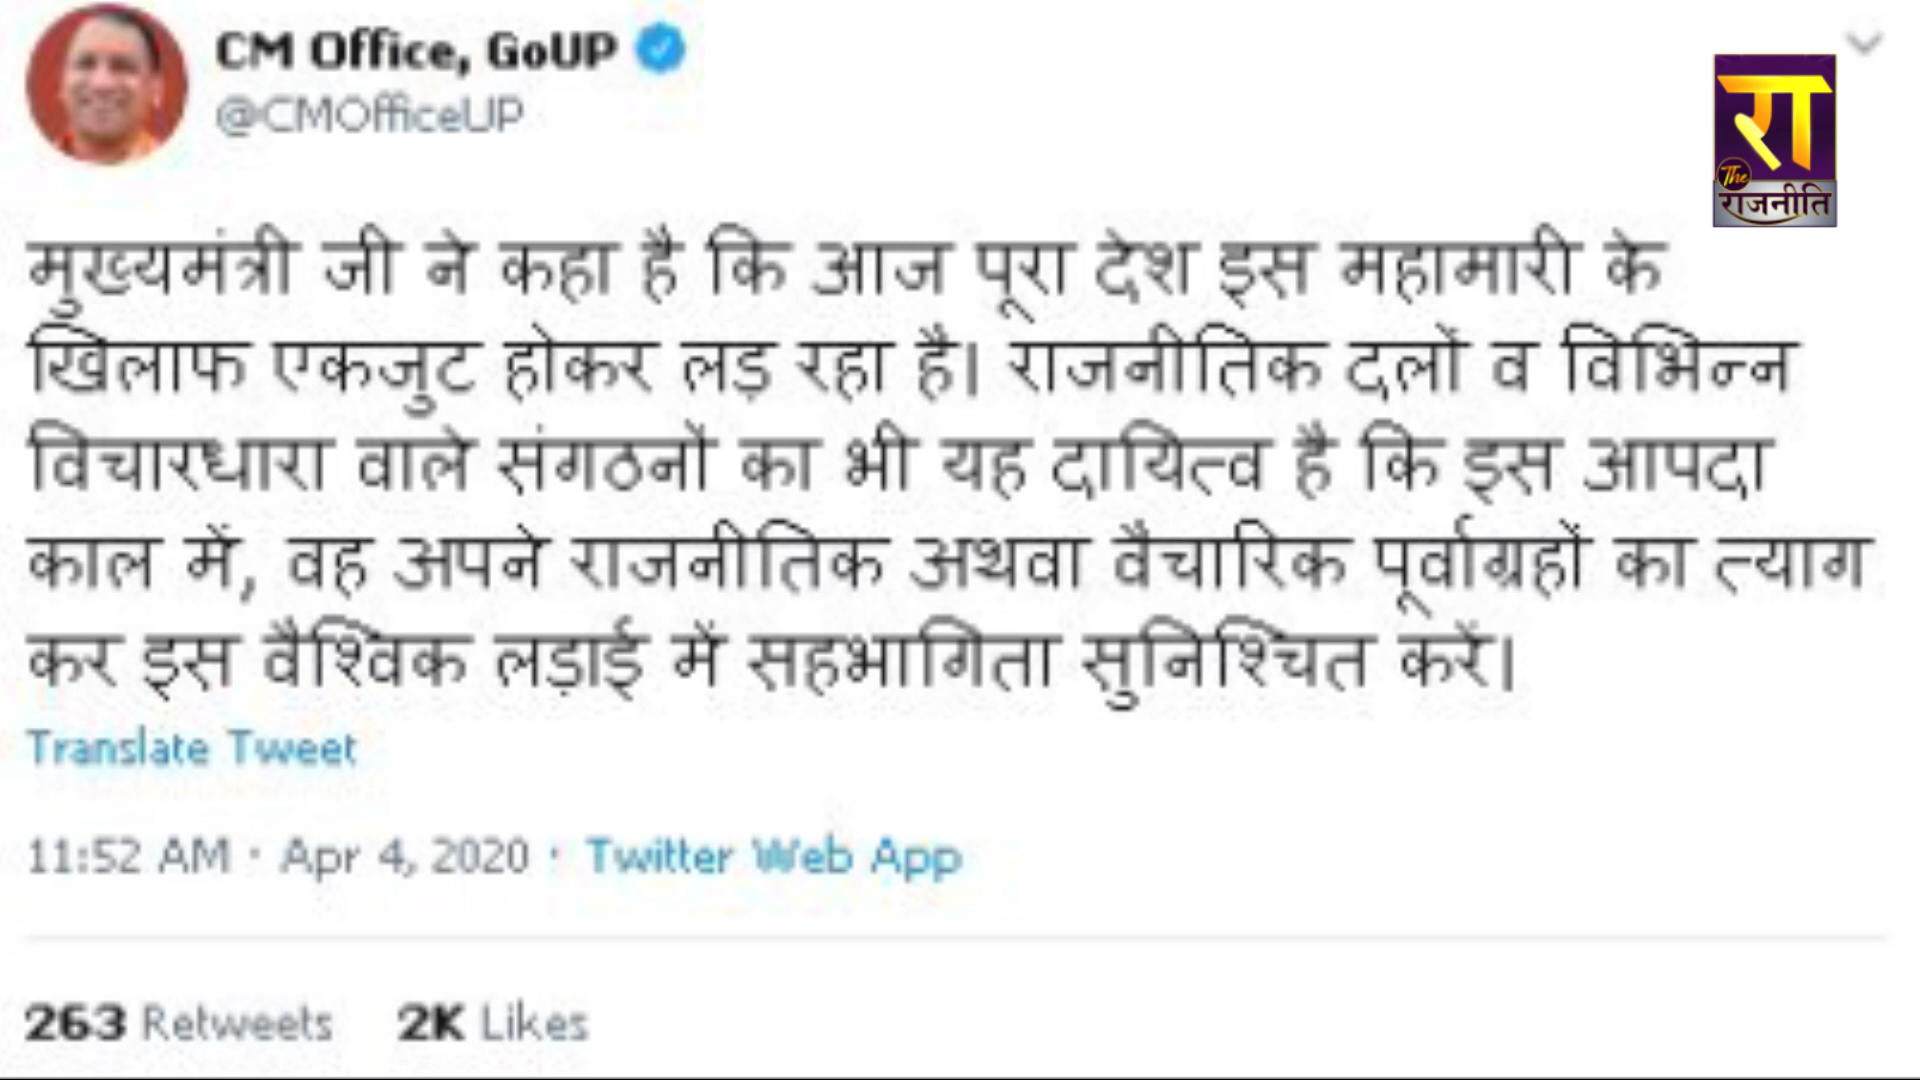 CM Office, GoUP
@CMOfficeUP
रा
The
राजनीति
मुख्यमंत्री जी ने कहा है कि आज पूरा देश इस महामारी के
खिलाफ एकजुट होकर लड़ रहा है। राजनीतिक दलों व विभिन्न
विचारधारा वाले संगठनों का भी यह दायित्व है कि इस आपदा
काल में, वह अपने राजनीतिक अथवा वैचारिक पूर्वाग्रहों का त्याग
कर इस वैश्विक लड़ाई में सहभागिता सुनिश्चित करें।
Translate Tweet
11:52 AM · Apr 4, 2020 · Twitter Web App
263 Retweets 2K Likes